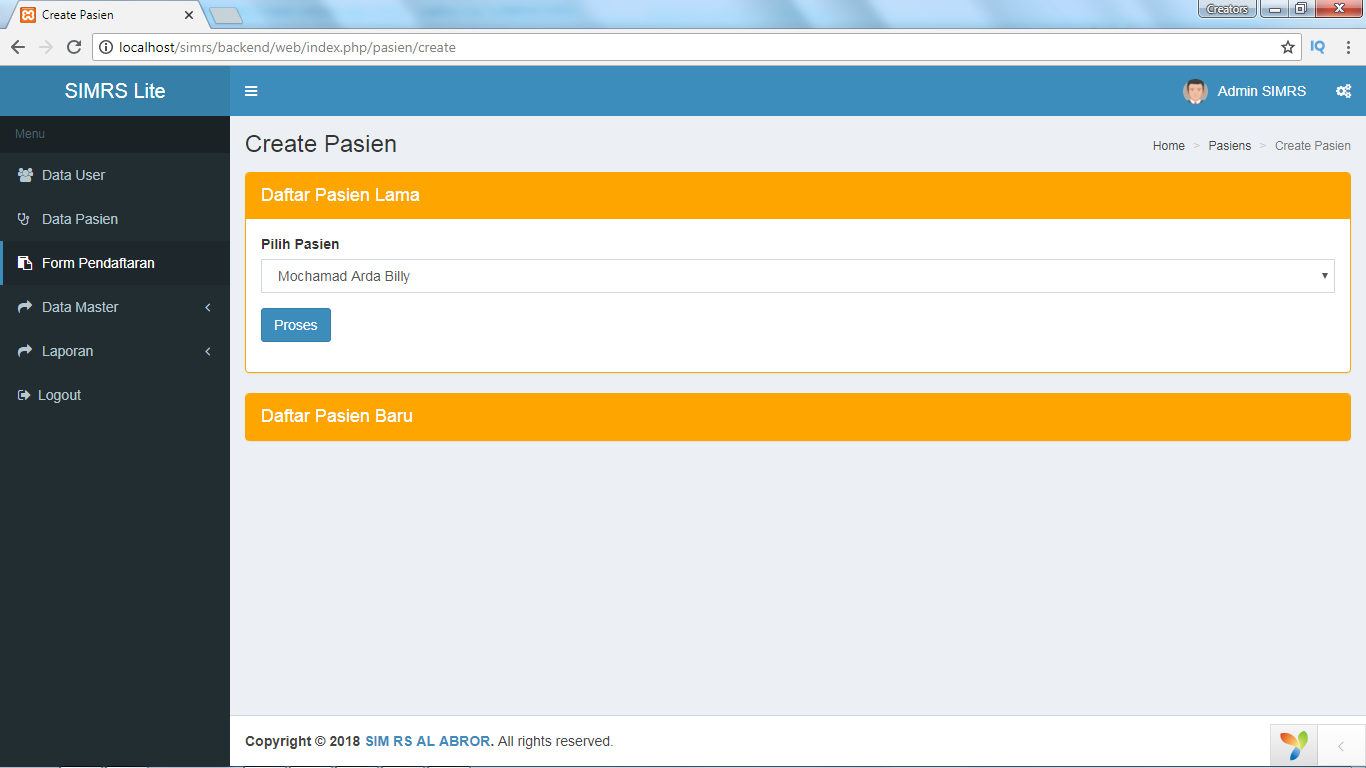 Create Pasien
Creators
localhost/simrs/backend/web/index.php/pasien/create
IQ
SIMRS Lite
Admin SIMRS
Menu
Data User
Data Pasien
Form Pendaftaran
Data Master
Laporan
Logout
Create Pasien
Home > Pasiens > Create Pasien
Daftar Pasien Lama
Pilih Pasien
Mochamad Arda Billy
Proses
Daftar Pasien Baru
Copyright © 2018 SIM RS AL ABROR. All rights reserved.